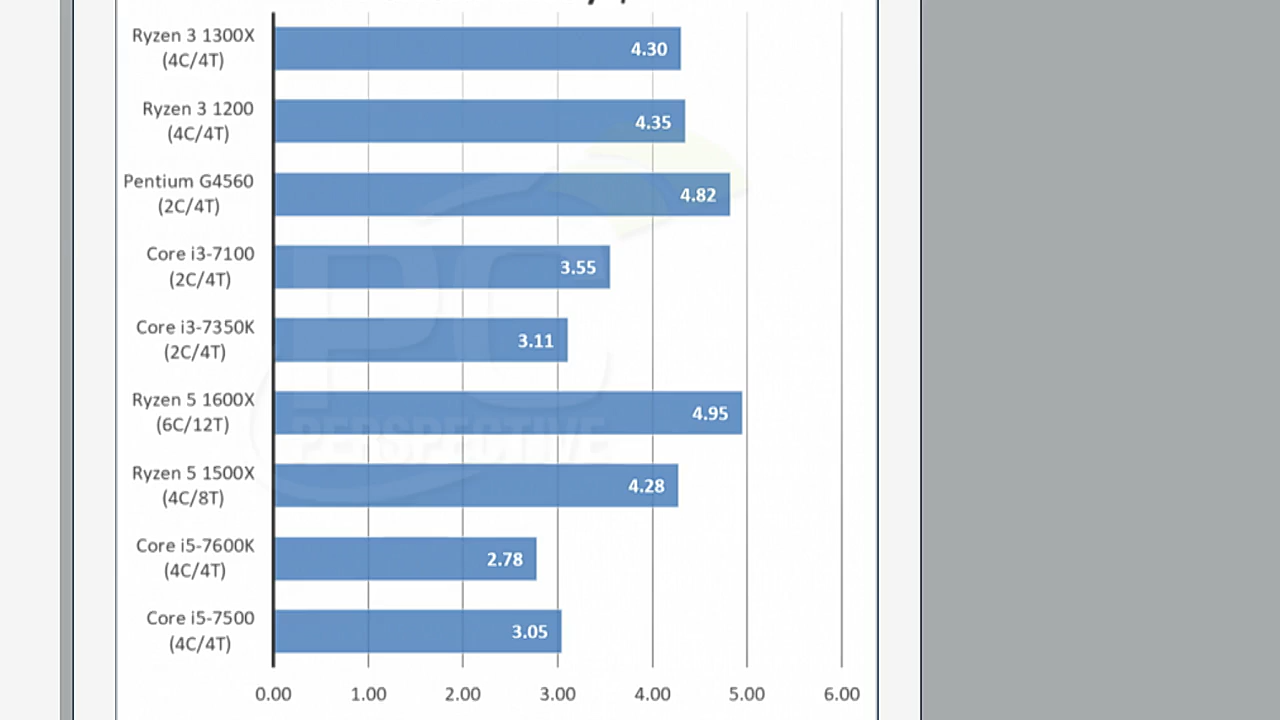 Ryzen 3 1300X
(4C/4T)
4.30
Ryzen 3 1200
(4C/4T)
4.35
Pentium G4560
(2C/4T)
4.82
Core i3-7100
(2C/4T)
3.55
Core i3-7350K
(2C/4T)
3.11
Ryzen 5 1600X
(6C/12T)
4.95
Ryzen 5 1500X
(4C/8T)
4.28
Core i5-7600K
(4C/4T)
2.78
Core i5-7500
(4C/4T)
3.05
0.00 1.00 2.00 3.00 4.00 5.00 6.00
PC
PERSPECTIVE